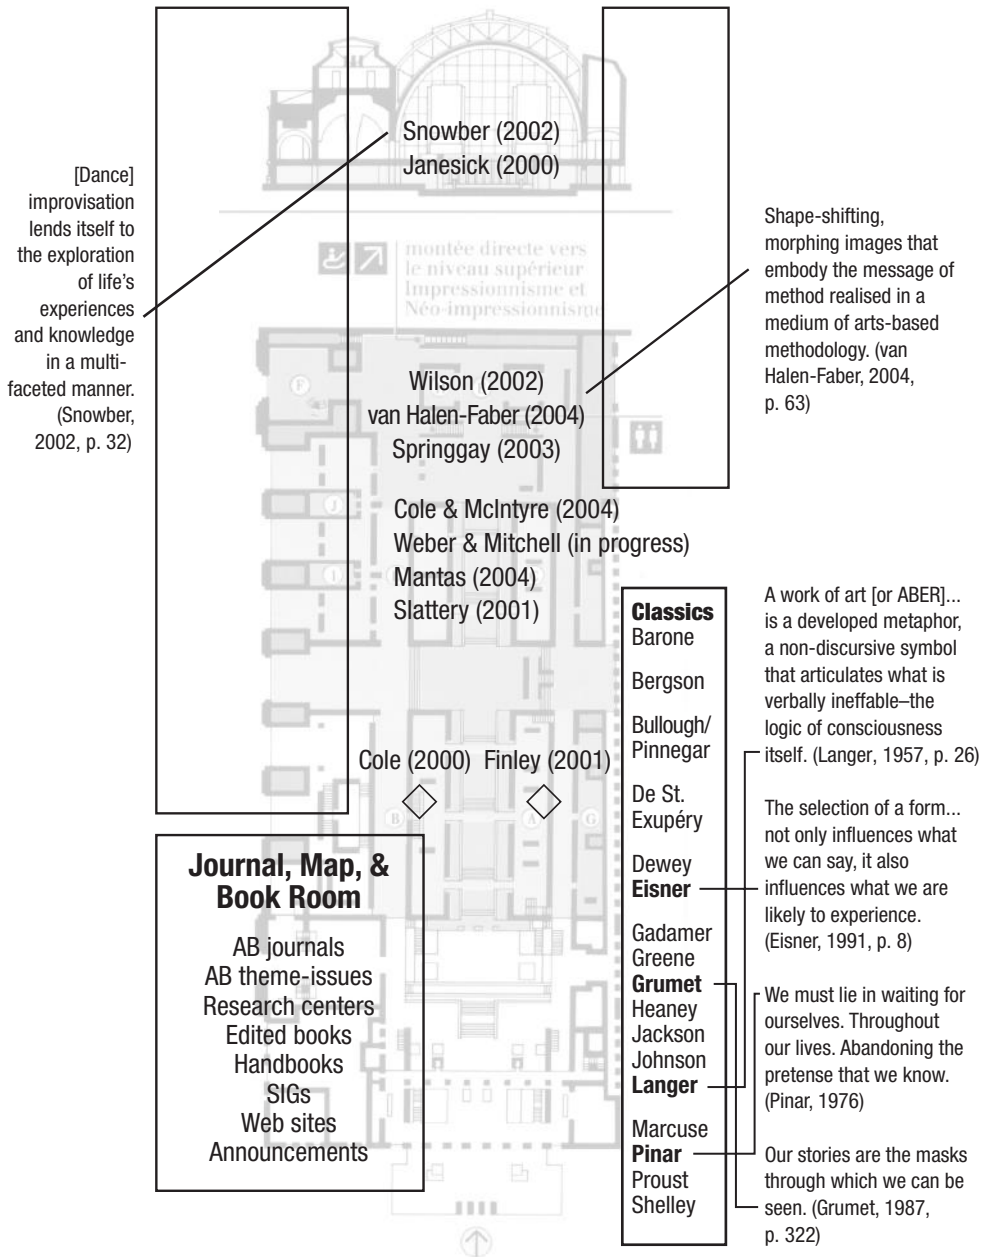 Snowber (2002)
Janesick (2000)
[Dance]
improvisation
lends itself to
the exploration
of life's
experiences
and knowledge
in a multi-
faceted manner.
(Snowber,
2002, p. 32)
Shape-shifting,
morphing images that
embody the message of
method realised in a
medium of arts-based
methodology. (van
Halen-Faber, 2004,
p. 63)
montée directe vers
le niveau supérieur
Impressionnisme et
Néo-impressionnisme
F
Wilson (2002)
van Halen-Faber (2004)
Springgay (2003)
J
Cole & McIntyre (2004)
Weber & Mitchell (in progress)
I
Mantas (2004)
Slattery (2001)
Cole (2000) Finley (2001)
B
A
G
Journal, Map, &
Book Room
AB journals
AB theme-issues
Research centers
Edited books
Handbooks
SIGs
Web sites
Announcements
Classics
Barone
Bergson
Bullough/
Pinnegar
De St.
Exupéry
Dewey
Eisner
Gadamer
Greene
Grumet
Heaney
Jackson
Johnson
Langer
Marcuse
Pinar
Proust
Shelley
A work of art [or ABER]...
is a developed metaphor,
a non-discursive symbol
that articulates what is
verbally ineffable–the
logic of consciousness
itself. (Langer, 1957, p. 26)
The selection of a form...
not only influences what
we can say, it also
influences what we are
likely to experience.
(Eisner, 1991, p. 8)
We must lie in waiting for
ourselves. Throughout
our lives. Abandoning the
pretense that we know.
(Pinar, 1976)
Our stories are the masks
through which we can be
seen. (Grumet, 1987,
p. 322)